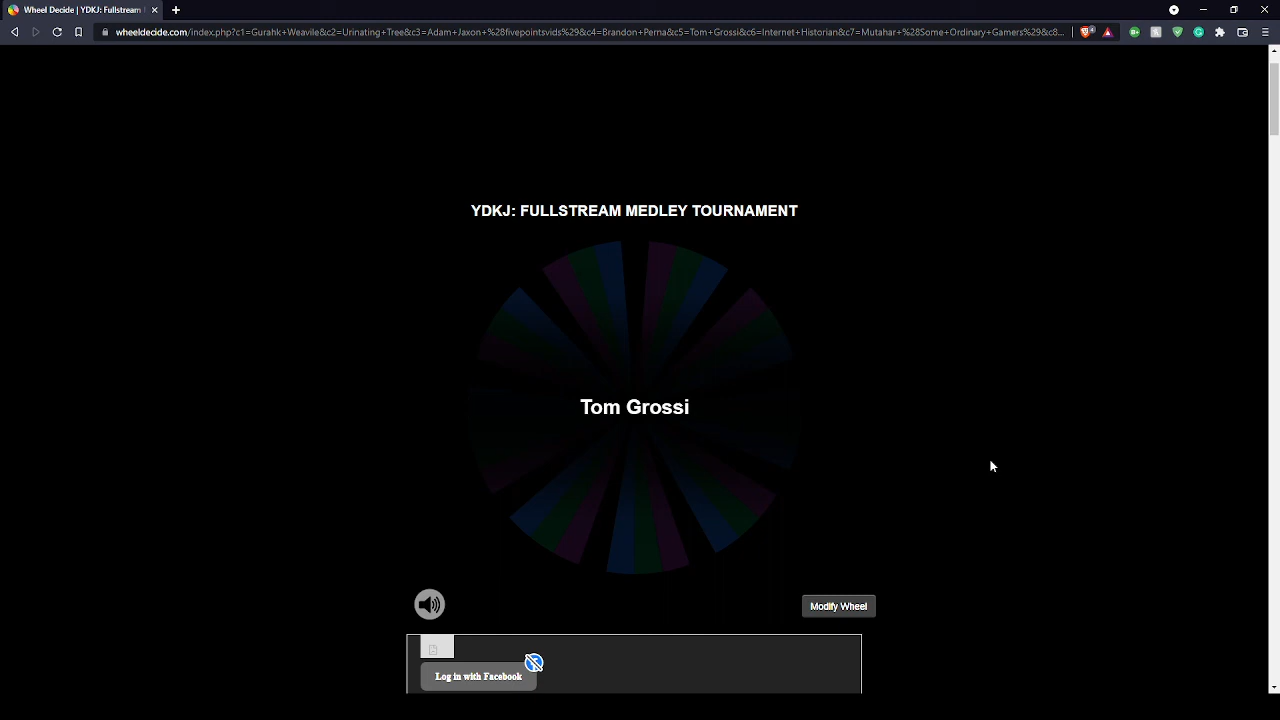 Wheel Decide | YDKJ: Fullstream
wheeldecide.com/index.php?c1=Gurahk+Weavile&c2=Urinating+Tree&c3=Adam+Jaxon+%28fivepointsvids%29&c4=Brandon+Perna&c5=Tom+Grossi&c6=Internet+Historian&c7=Mutahar+%28Some+Ordinary+Gamers%29&c8...
YDKJ: FULLSTREAM MEDLEY TOURNAMENT
Tom Grossi
Modify Wheel
Log in with Facebook